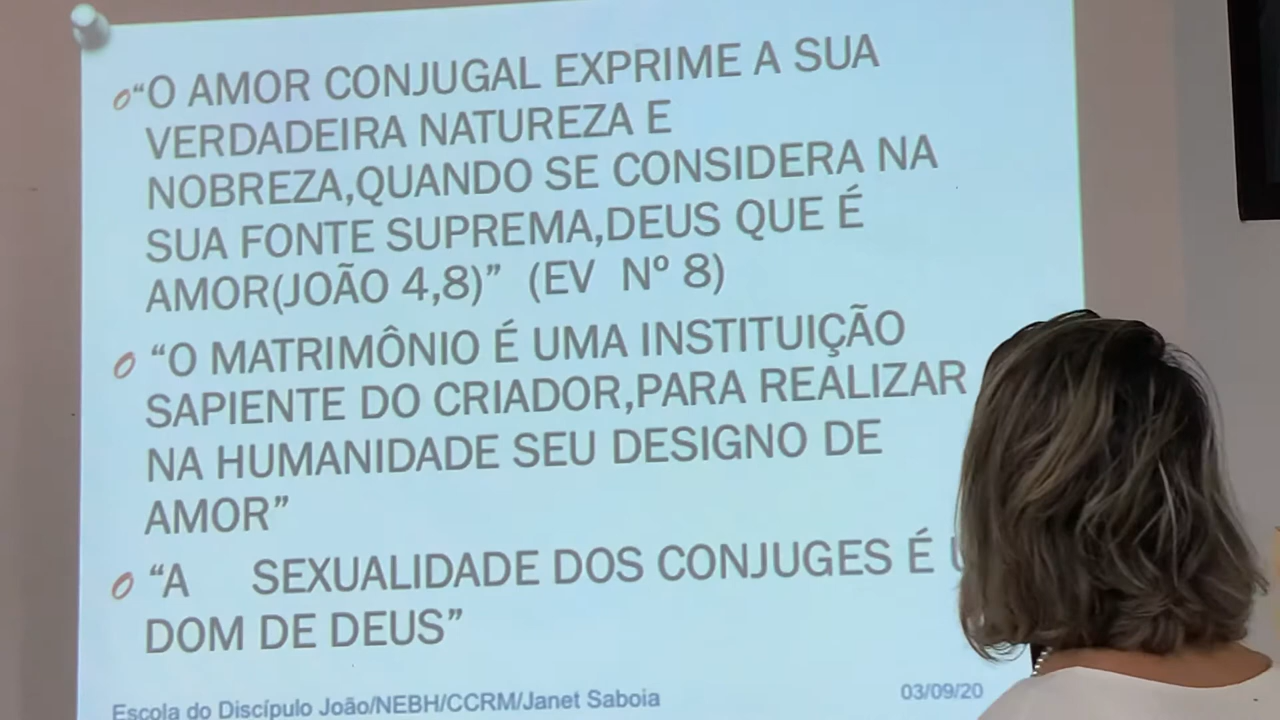 “O AMOR CONJUGAL EXPRIME A SUA
VERDADEIRA NATUREZA E
NOBREZA,QUANDO SE CONSIDERA NA
SUA FONTE SUPREMA,DEUS QUE É
AMOR(JOÃO 4,8)” (EV Nº 8)
“O MATRIMÔNIO É UMA INSTITUIÇÃO
SAPIENTE DO CRIADOR,PARA REALIZAR
NA HUMANIDADE SEU DESIGNO DE
AMOR”
“A SEXUALIDADE DOS CONJUGES É
DOM DE DEUS”
Escola do Discípulo João/NEBH/CCRM/Janet Saboia
03/09/20